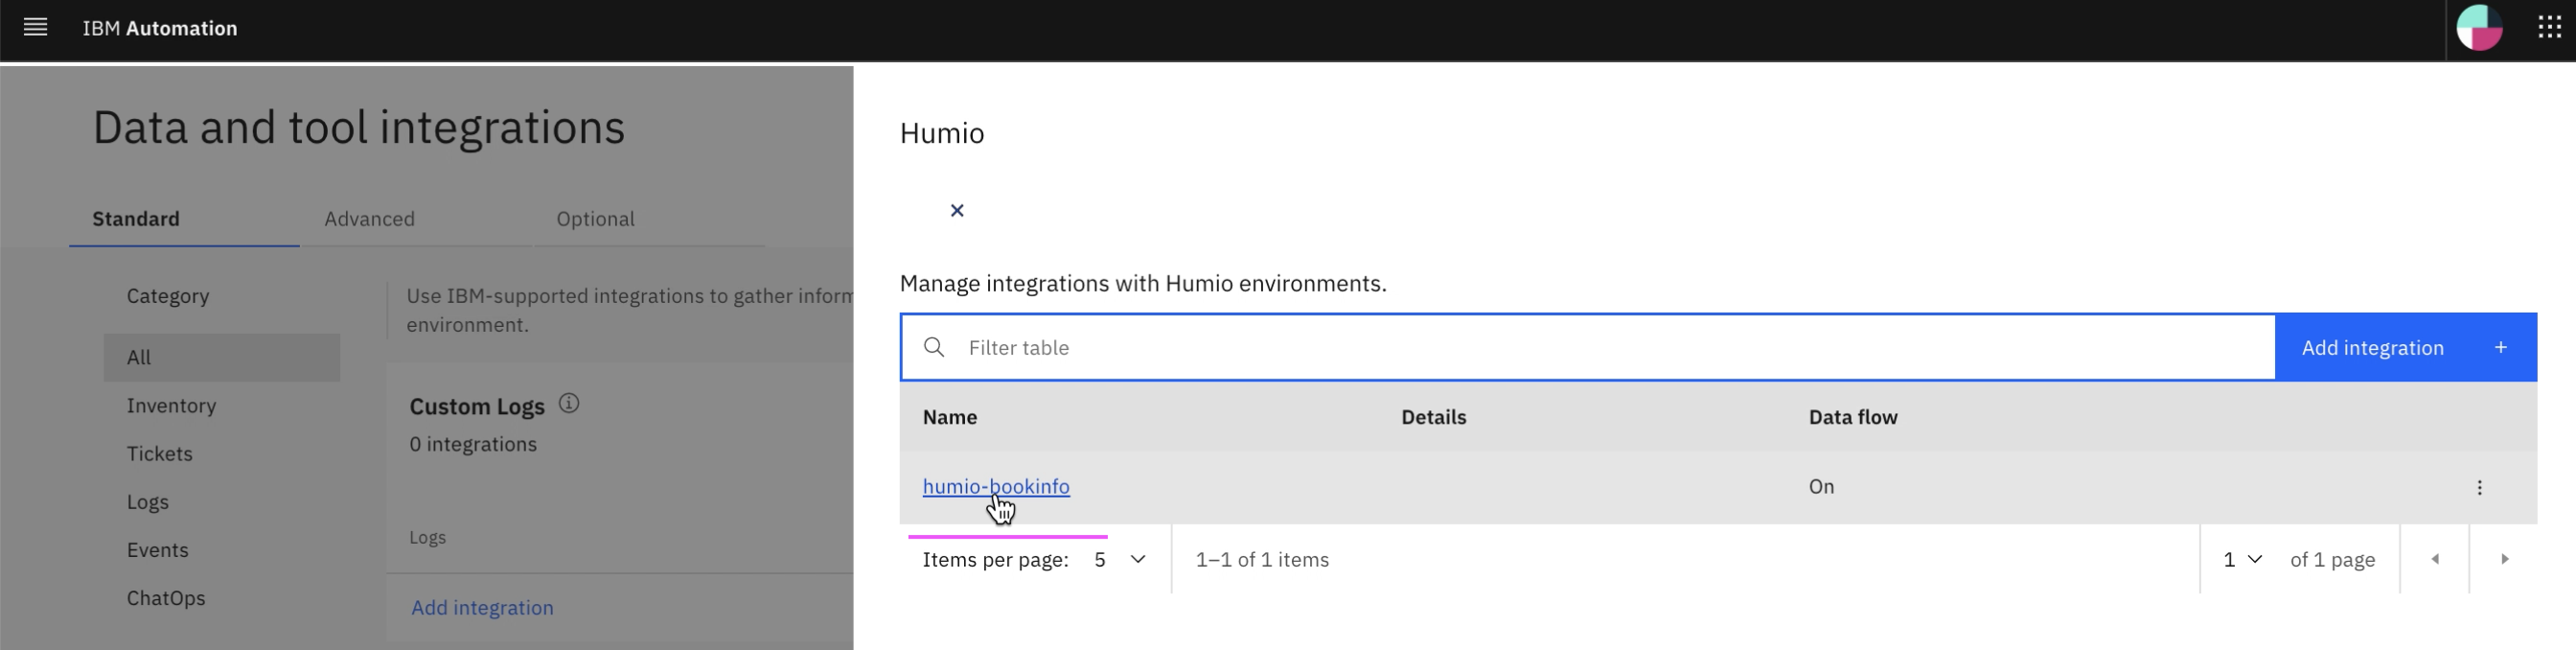 IBM Automation
Data and tool integrations
Standard
Advanced
Optional
Category
All
Inventory
Tickets
Logs
Events
ChatOps
Use IBM-supported integrations to gather inform
environment.
Custom Logs
0 integrations
Logs
Add integration
Humio
Manage integrations with Humio environments.
Filter table
Add integration +
Name Details Data flow
humio-bookinfo On
Items per page: 5 1–1 of 1 items 1 of 1 page